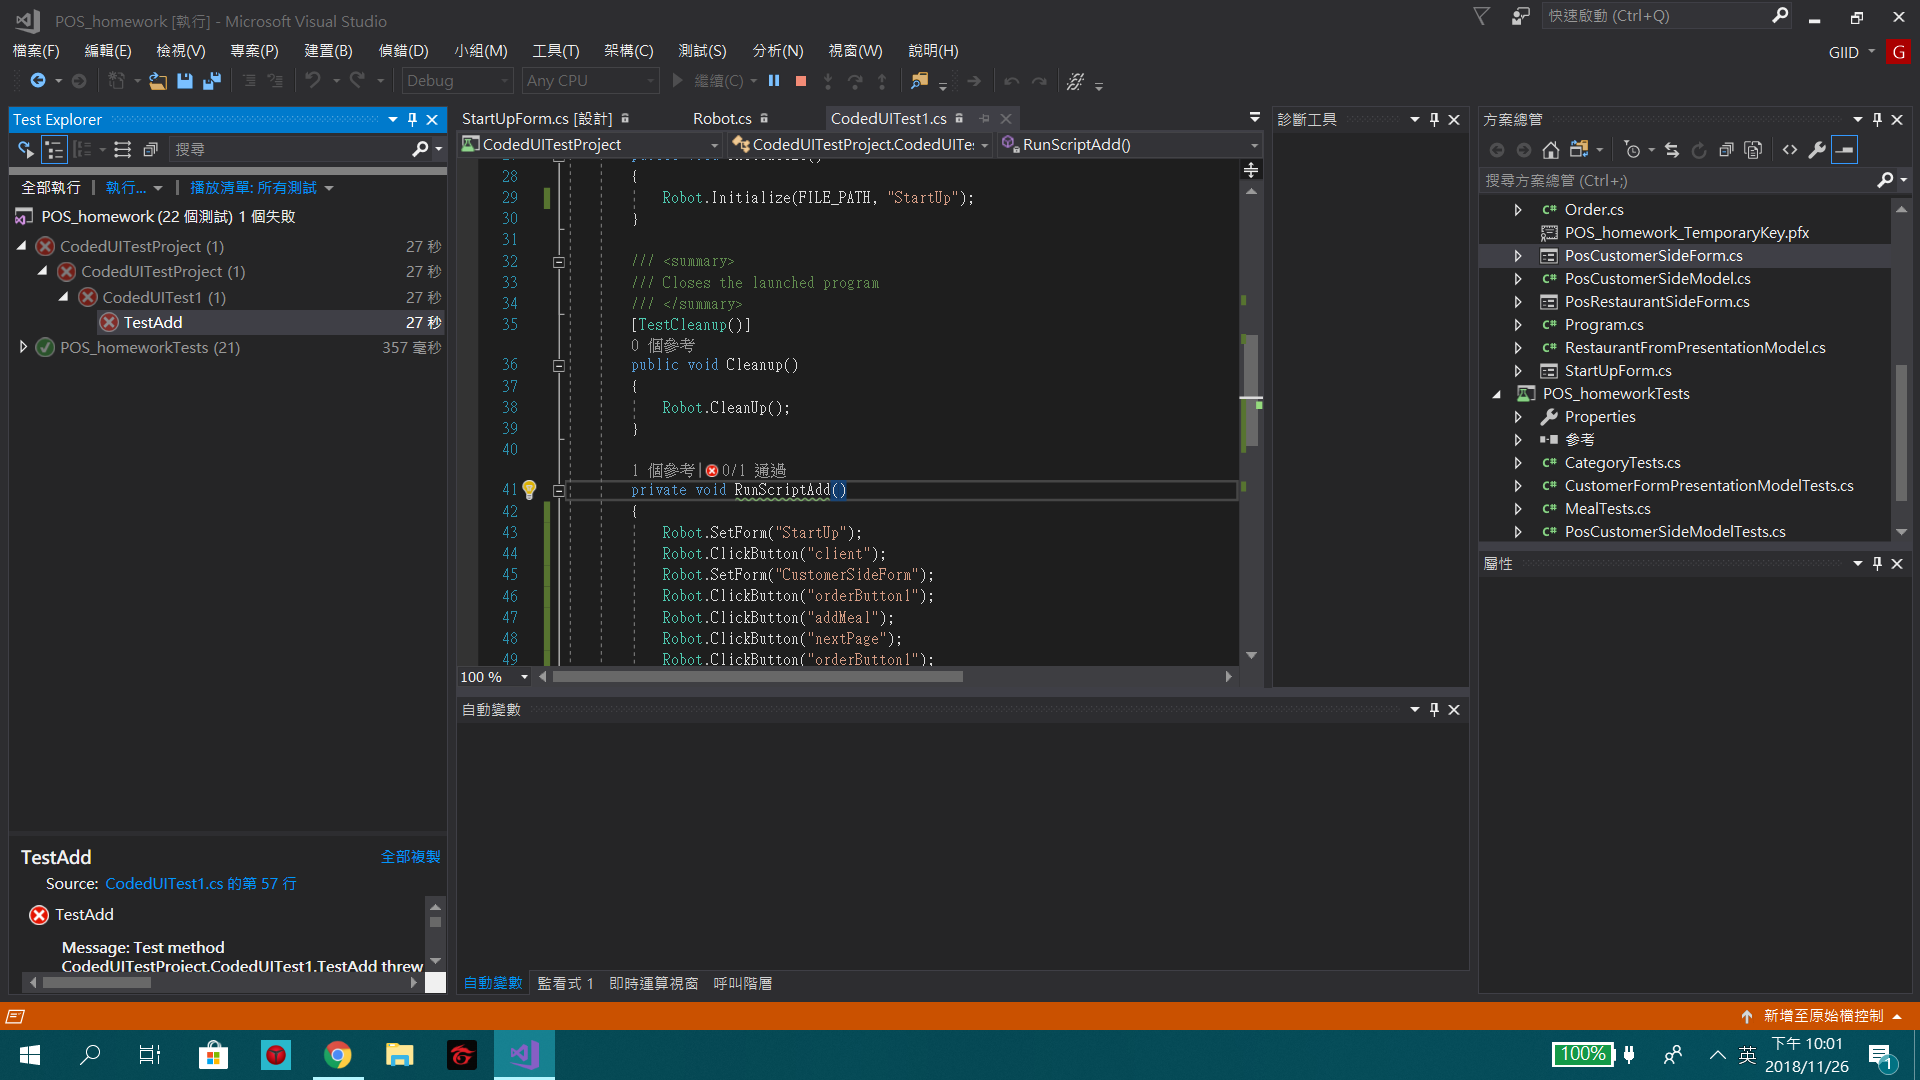 POS_homework [執行] - Microsoft Visual Studio
快速啟動 (Ctrl+Q)
檔案(F) 編輯(E) 檢視(V) 專案(P) 建置(B) 偵錯(D) 小組(M) 工具(T) 架構(C) 測試(S) 分析(N) 視窗(W) 說明(H)
GIID G
Debug Any CPU 繼續(C)
Test Explorer
搜尋
全部執行 | 執行... | 播放清單: 所有測試
POS_homework (22 個測試) 1 個失敗
CodedUITestProject (1) 27 秒
CodedUITestProject (1) 27 秒
CodedUITest1 (1) 27 秒
TestAdd 27 秒
POS_homeworkTests (21) 357 毫秒
TestAdd 全部複製
Source: CodedUITest1.cs 的第 57 行
TestAdd
Message: Test method
CodedUITestProject.CodedUITest1.TestAdd threw
StartUpForm.cs [設計] Robot.cs CodedUITest1.cs
CodedUITestProject CodedUITestProject.CodedUITe RunScriptAdd()
28 {
29 Robot.Initialize(FILE_PATH, "StartUp");
30 }
31
32 /// <summary>
33 /// Closes the launched program
34 /// </summary>
35 [TestCleanup()]
0 個參考
36 public void Cleanup()
37 {
38 Robot.CleanUp();
39 }
40
1 個參考 | 0/1 通過
41 private void RunScriptAdd()
42 {
43 Robot.SetForm("StartUp");
44 Robot.ClickButton("client");
45 Robot.SetForm("CustomerSideForm");
46 Robot.ClickButton("orderButton1");
47 Robot.ClickButton("addMeal");
48 Robot.ClickButton("nextPage");
49 Robot.ClickButton("orderButton1");
100 %
自動變數
自動變數 監看式 1 即時運算視窗 呼叫階層
診斷工具
方案總管
搜尋方案總管 (Ctrl+;)
C# Order.cs
POS_homework_TemporaryKey.pfx
PosCustomerSideForm.cs
C# PosCustomerSideModel.cs
PosRestaurantSideForm.cs
C# Program.cs
C# RestaurantFromPresentationModel.cs
StartUpForm.cs
POS_homeworkTests
Properties
參考
C# CategoryTests.cs
C# CustomerFormPresentationModelTests.cs
C# MealTests.cs
C# PosCustomerSideModelTests.cs
屬性
新增至原始檔控制
100% 英 下午 10:01
2018/11/26 1